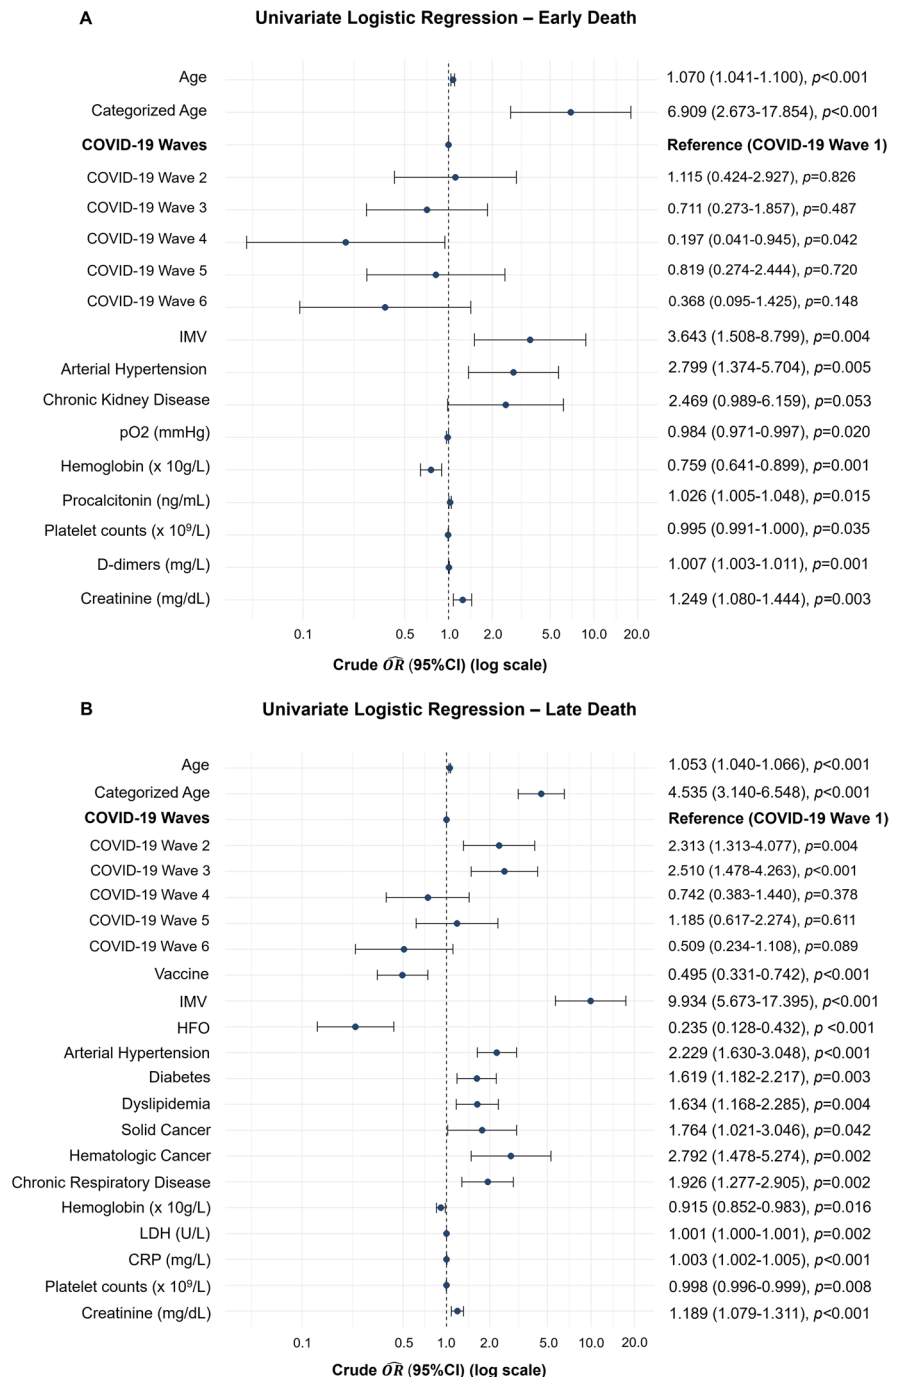 A Univariate Logistic Regression – Early Death
Age 1.070 (1.041-1.100), p<0.001
Categorized Age 6.909 (2.673-17.854), p<0.001
COVID-19 Waves Reference (COVID-19 Wave 1)
COVID-19 Wave 2 1.115 (0.424-2.927), p=0.826
COVID-19 Wave 3 0.711 (0.273-1.857), p=0.487
COVID-19 Wave 4 0.197 (0.041-0.945), p=0.042
COVID-19 Wave 5 0.819 (0.274-2.444), p=0.720
COVID-19 Wave 6 0.368 (0.095-1.425), p=0.148
IMV 3.643 (1.508-8.799), p=0.004
Arterial Hypertension 2.799 (1.374-5.704), p=0.005
Chronic Kidney Disease 2.469 (0.989-6.159), p=0.053
pO2 (mmHg) 0.984 (0.971-0.997), p=0.020
Hemoglobin (x 10g/L) 0.759 (0.641-0.899), p=0.001
Procalcitonin (ng/mL) 1.026 (1.005-1.048), p=0.015
Platelet counts (x 10⁹/L) 0.995 (0.991-1.000), p=0.035
D-dimers (mg/L) 1.007 (1.003-1.011), p=0.001
Creatinine (mg/dL) 1.249 (1.080-1.444), p=0.003
0.1 0.5 1.0 2.0 5.0 10.0 20.0
Crude OR̂ (95%CI) (log scale)
B Univariate Logistic Regression – Late Death
Age 1.053 (1.040-1.066), p<0.001
Categorized Age 4.535 (3.140-6.548), p<0.001
COVID-19 Waves Reference (COVID-19 Wave 1)
COVID-19 Wave 2 2.313 (1.313-4.077), p=0.004
COVID-19 Wave 3 2.510 (1.478-4.263), p<0.001
COVID-19 Wave 4 0.742 (0.383-1.440), p=0.378
COVID-19 Wave 5 1.185 (0.617-2.274), p=0.611
COVID-19 Wave 6 0.509 (0.234-1.108), p=0.089
Vaccine 0.495 (0.331-0.742), p<0.001
IMV 9.934 (5.673-17.395), p<0.001
HFO 0.235 (0.128-0.432), p <0.001
Arterial Hypertension 2.229 (1.630-3.048), p<0.001
Diabetes 1.619 (1.182-2.217), p=0.003
Dyslipidemia 1.634 (1.168-2.285), p=0.004
Solid Cancer 1.764 (1.021-3.046), p=0.042
Hematologic Cancer 2.792 (1.478-5.274), p=0.002
Chronic Respiratory Disease 1.926 (1.277-2.905), p=0.002
Hemoglobin (x 10g/L) 0.915 (0.852-0.983), p=0.016
LDH (U/L) 1.001 (1.000-1.001), p=0.002
CRP (mg/L) 1.003 (1.002-1.005), p<0.001
Platelet counts (x 10⁹/L) 0.998 (0.996-0.999), p=0.008
Creatinine (mg/dL) 1.189 (1.079-1.311), p<0.001
0.1 0.5 1.0 2.0 5.0 10.0 20.0
Crude OR̂ (95%CI) (log scale)